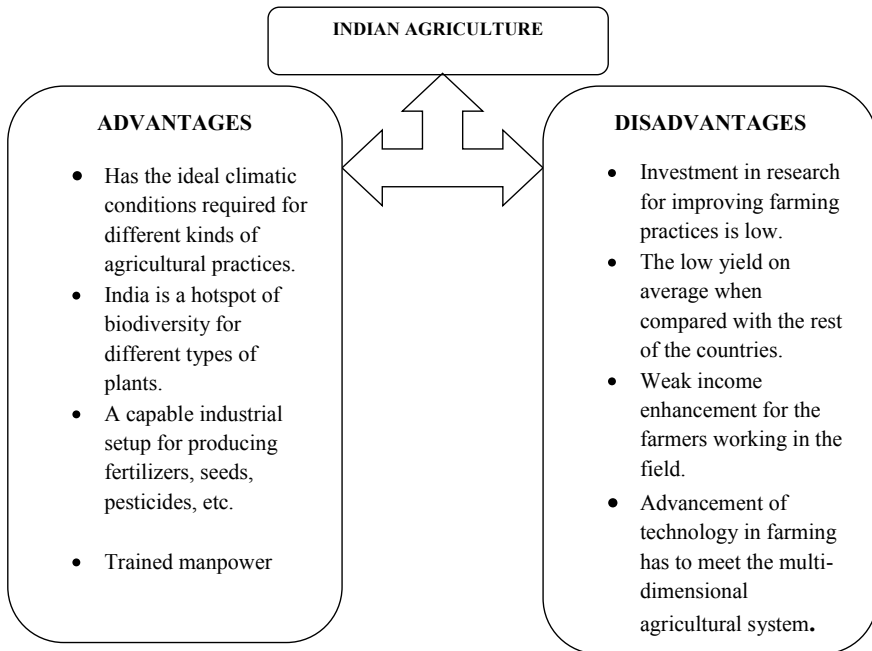 INDIAN AGRICULTURE
ADVANTAGES
• Has the ideal climatic
conditions required for
different kinds of
agricultural practices.
• India is a hotspot of
biodiversity for
different types of
plants.
• A capable industrial
setup for producing
fertilizers, seeds,
pesticides, etc.
• Trained manpower
DISADVANTAGES
• Investment in research
for improving farming
practices is low.
• The low yield on
average when
compared with the rest
of the countries.
• Weak income
enhancement for the
farmers working in the
field.
• Advancement of
technology in farming
has to meet the multi-
dimensional
agricultural system.